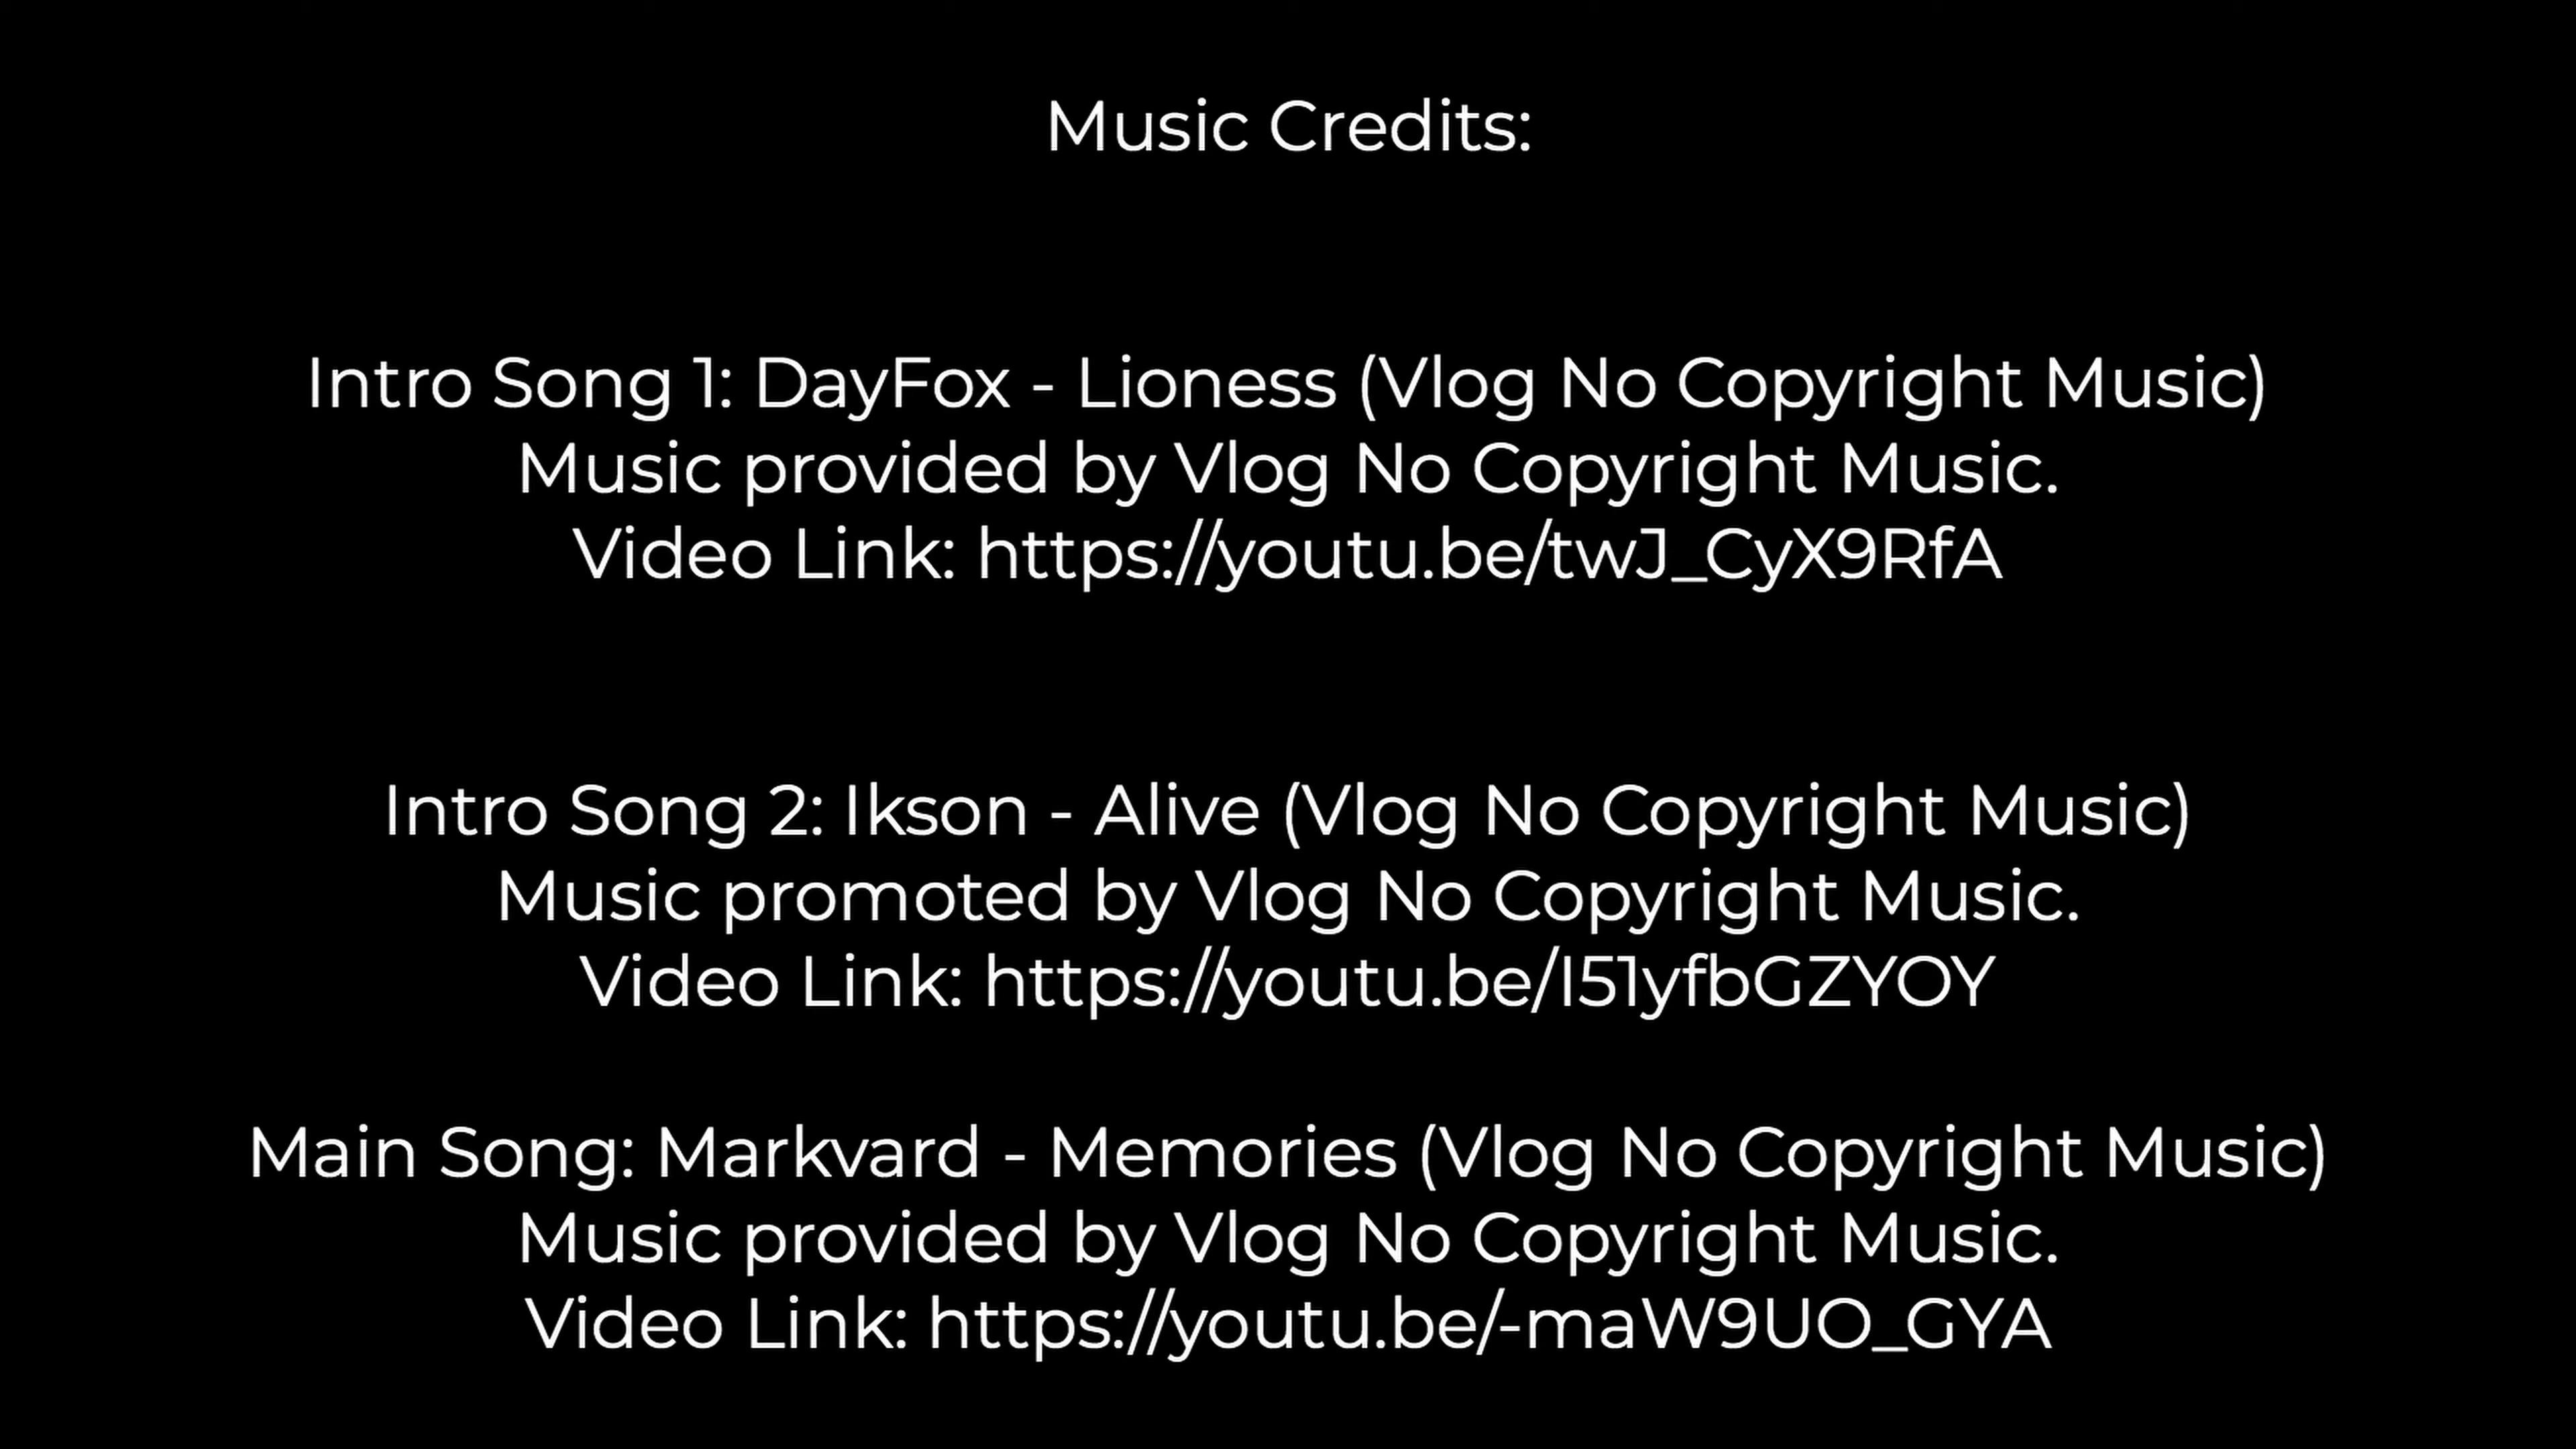 Music Credits:
Intro Song 1: DayFox - Lioness (Vlog No Copyright Music)
Music provided by Vlog No Copyright Music.
Video Link: https://youtu.be/twJ_CyX9RfA
Intro Song 2: Ikson - Alive (Vlog No Copyright Music)
Music promoted by Vlog No Copyright Music.
Video Link: https://youtu.be/I51yfbGZYOY
Main Song: Markvard - Memories (Vlog No Copyright Music)
Music provided by Vlog No Copyright Music.
Video Link: https://youtu.be/-maW9UO_GYA